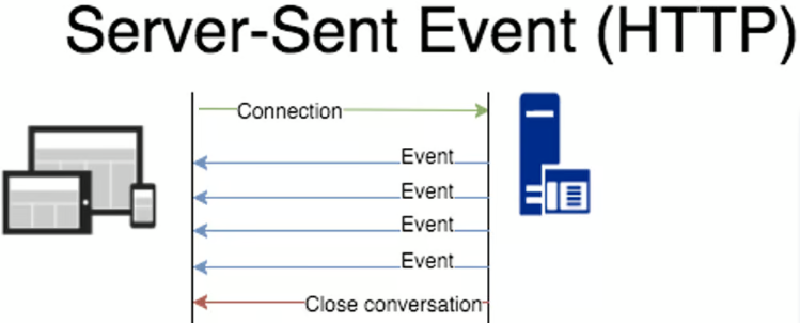 Server-Sent Event (HTTP)
Connection
Event
Event
Event
Event
Close conversation